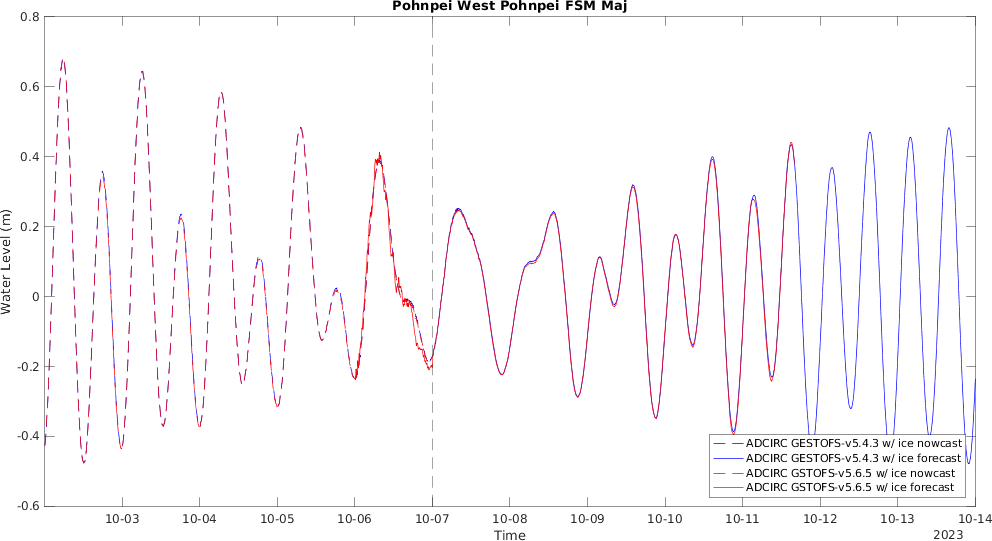 Pohnpei West Pohnpei FSM Maj
0.8
0.6
0.4
0.2
0
-0.2
-0.4
-0.6
Water Level (m)
ADCIRC GESTOFS-v5.4.3 w/ ice nowcast
ADCIRC GESTOFS-v5.4.3 w/ ice forecast
ADCIRC GSTOFS-v5.6.5 w/ ice nowcast
ADCIRC GSTOFS-v5.6.5 w/ ice forecast
10-03 10-04 10-05 10-06 10-07 10-08 10-09 10-10 10-11 10-12 10-13 10-14
Time
2023